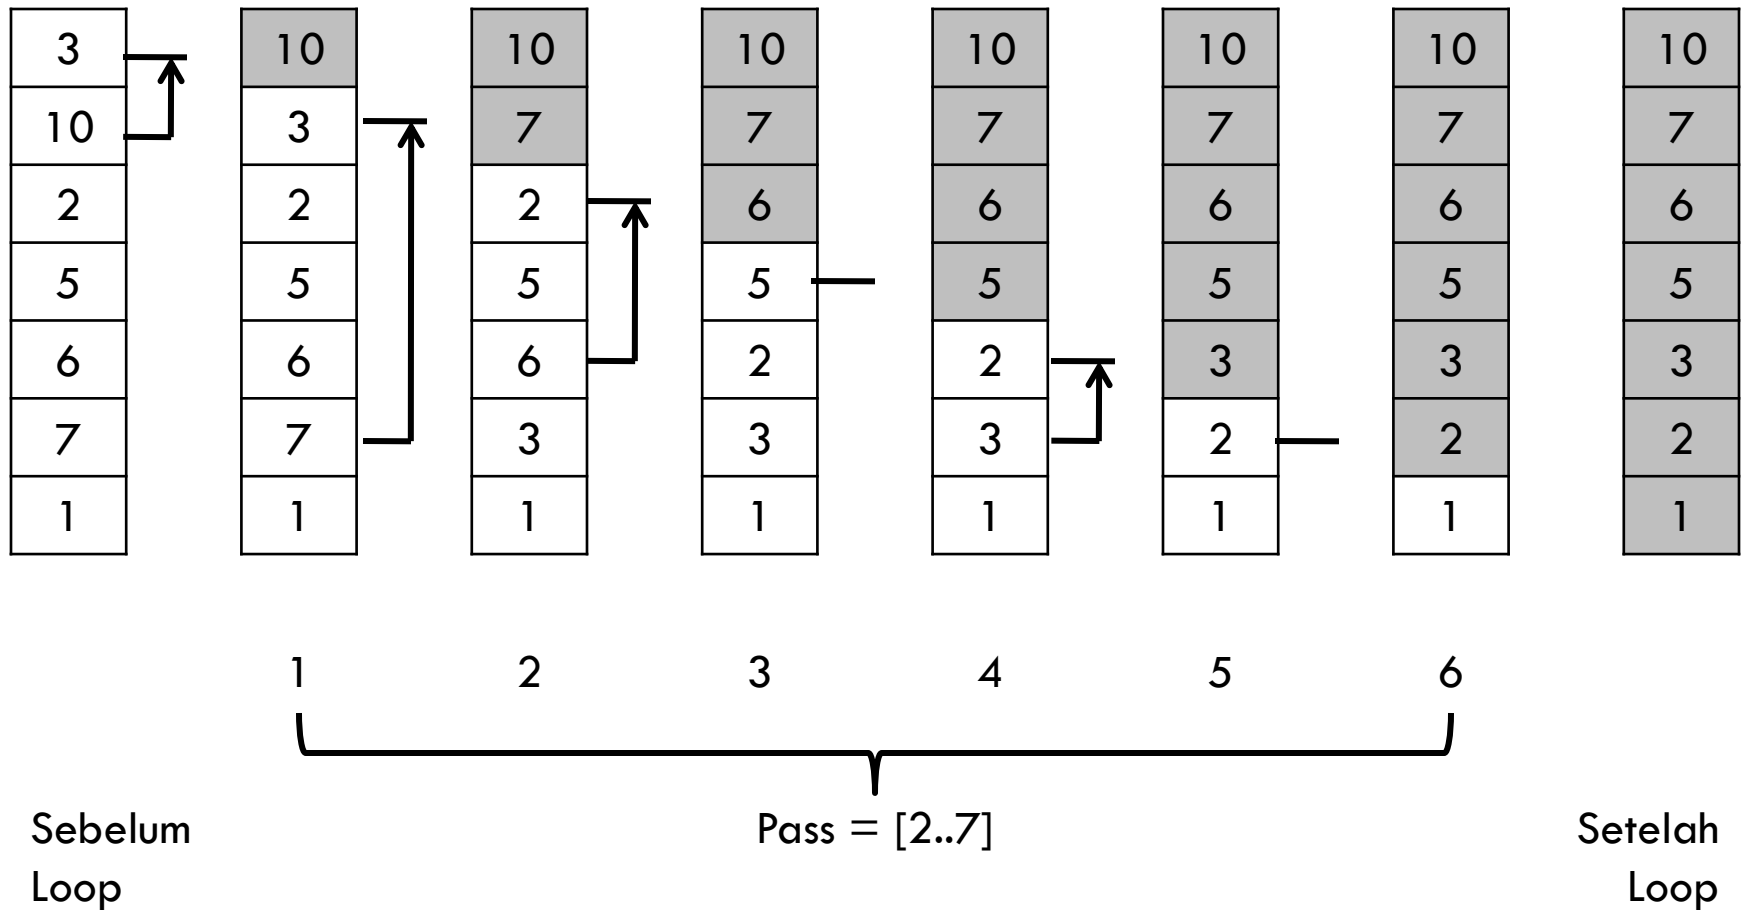 3 10 10 10 10 10 10 10
10 3 7 7 7 7 7 7
2 2 2 6 6 6 6 6
5 5 5 5 5 5 5 5
6 6 6 2 2 3 3 3
7 7 3 3 3 2 2 2
1 1 1 1 1 1 1 1
1 2 3 4 5 6
Sebelum Pass = [2..7] Setelah
Loop Loop